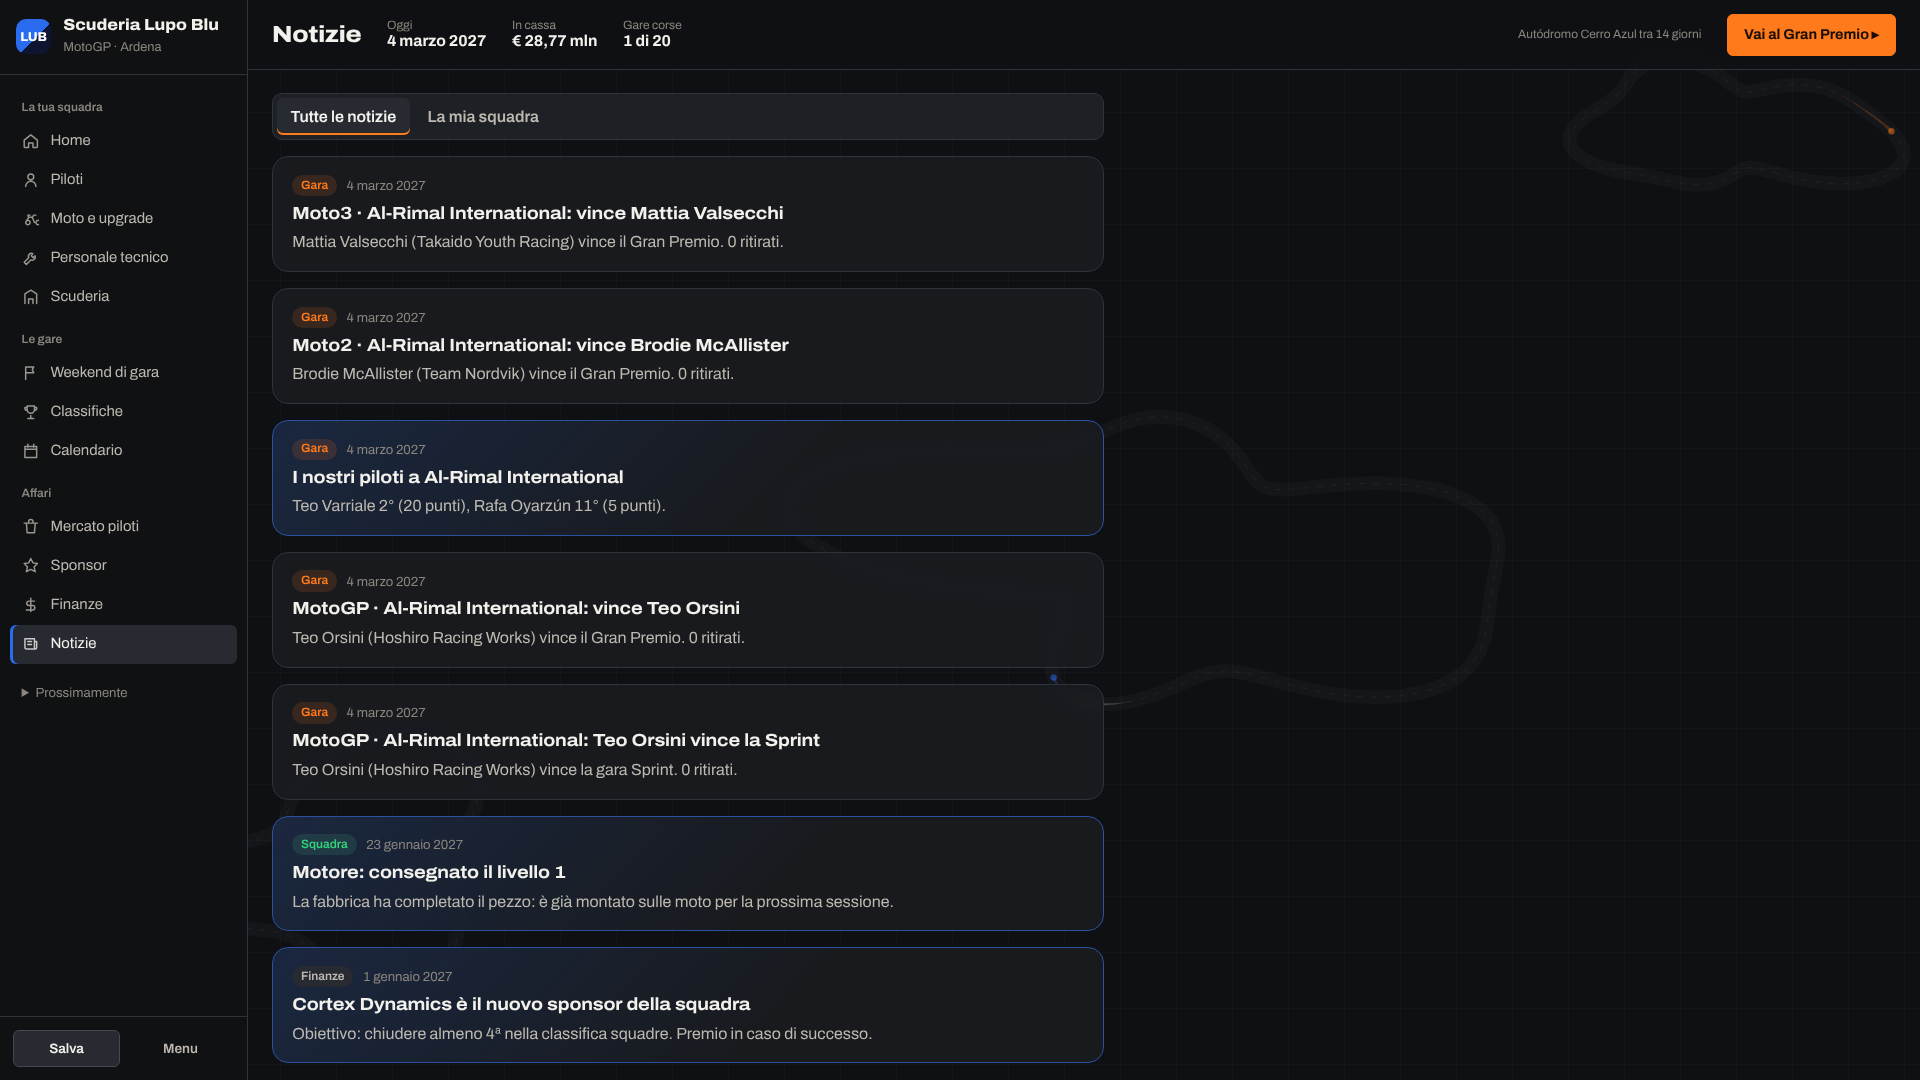 LUB
Scuderia Lupo Blu
MotoGP · Ardena
La tua squadra
Home
Piloti
Moto e upgrade
Personale tecnico
Scuderia
Le gare
Weekend di gara
Classifiche
Calendario
Affari
Mercato piloti
Sponsor
Finanze
Notizie
Prossimamente
Salva
Menu
Notizie
Oggi
4 marzo 2027
In cassa
€ 28,77 mln
Gare corse
1 di 20
Autódromo Cerro Azul tra 14 giorni
Vai al Gran Premio ▸
Tutte le notizie
La mia squadra
Gara
4 marzo 2027
Moto3 · Al-Rimal International: vince Mattia Valsecchi
Mattia Valsecchi (Takaido Youth Racing) vince il Gran Premio. 0 ritirati.
Gara
4 marzo 2027
Moto2 · Al-Rimal International: vince Brodie McAllister
Brodie McAllister (Team Nordvik) vince il Gran Premio. 0 ritirati.
Gara
4 marzo 2027
I nostri piloti a Al-Rimal International
Teo Varriale 2° (20 punti), Rafa Oyarzún 11° (5 punti).
Gara
4 marzo 2027
MotoGP · Al-Rimal International: vince Teo Orsini
Teo Orsini (Hoshiro Racing Works) vince il Gran Premio. 0 ritirati.
Gara
4 marzo 2027
MotoGP · Al-Rimal International: Teo Orsini vince la Sprint
Teo Orsini (Hoshiro Racing Works) vince la gara Sprint. 0 ritirati.
Squadra
23 gennaio 2027
Motore: consegnato il livello 1
La fabbrica ha completato il pezzo: è già montato sulle moto per la prossima sessione.
Finanze
1 gennaio 2027
Cortex Dynamics è il nuovo sponsor della squadra
Obiettivo: chiudere almeno 4ª nella classifica squadre. Premio in caso di successo.